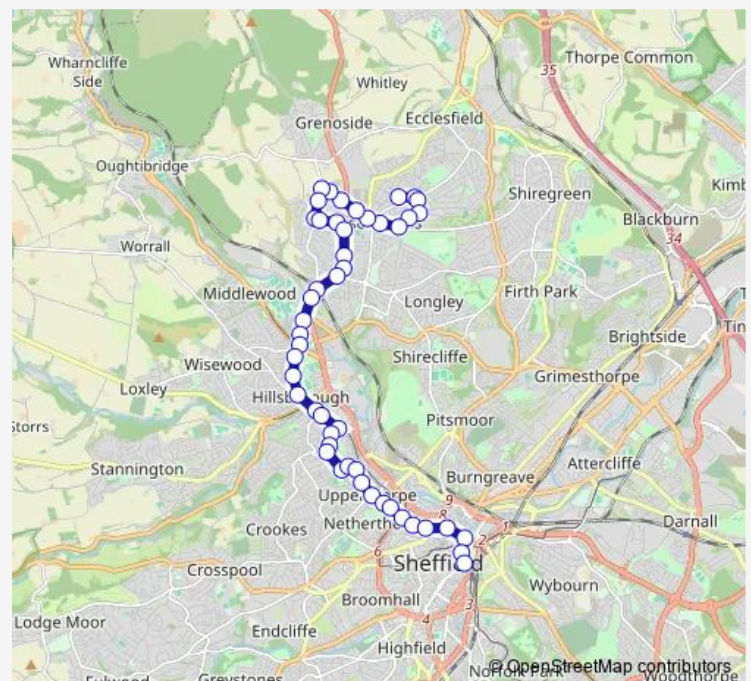 Thorpe Common
Wharncliffe
Side
35
Whitley
Grenoside
Ecclesfield
Oughtibridge
Shiregreen
Kimb
Blackburn
34
Worrall
Middlewood
Longley
Firth Park
Tin
Brightside
Shirecliffe
Wisewood
Grimesthorpe
Loxley
Storrs
Pitsmoor
Stannington
Attercliffe
Burngreave
9
8
1
Darnall
Crookes
2
6
Sheffield
Crosspool
Wybourn
Broomhall
3
4
Lodge Moor
Endcliffe
Highfield
Norfolk Park
© OpenStreetMap contributors
Fulwood
Greystones
Woodthorpe